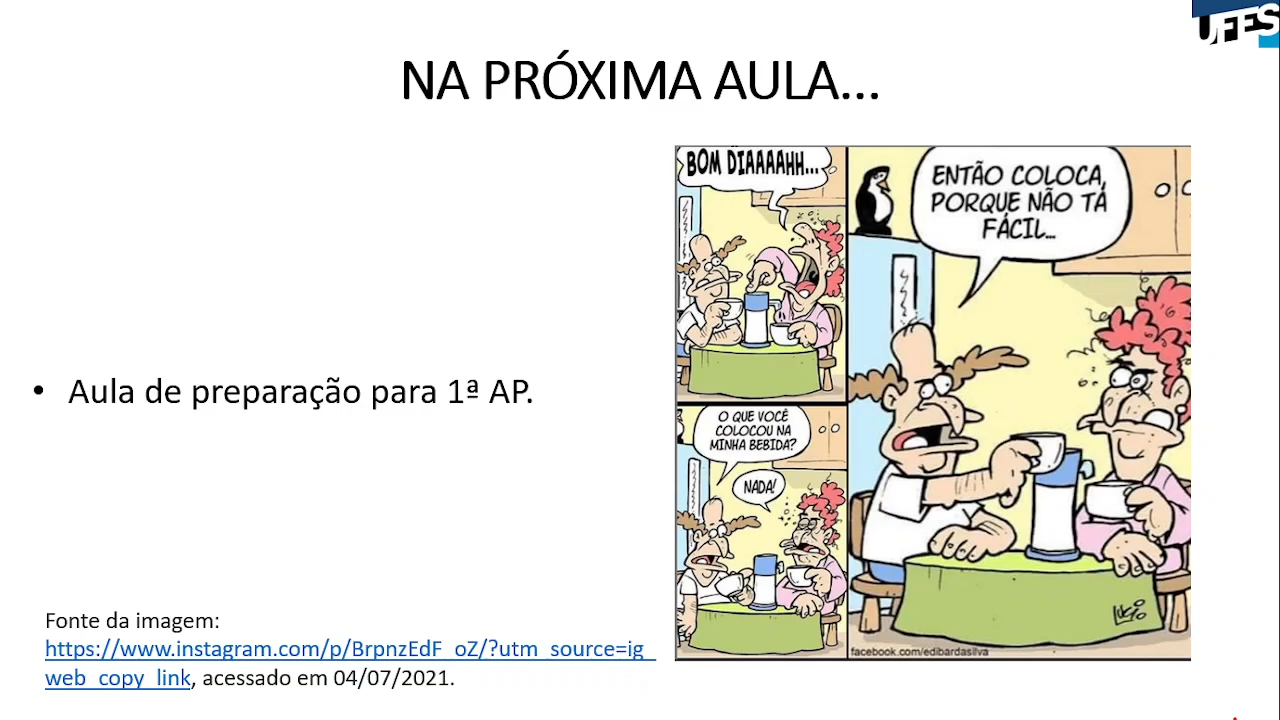 UFES
NA PRÓXIMA AULA...
BOM DIAAAAHH...
ENTÃO COLOCA,
PORQUE NÃO TÁ
FÁCIL...
• Aula de preparação para 1ª AP.
O QUE VOCÊ
COLOCOU NA
MINHA BEBIDA?
NADA!
Fonte da imagem:
https://www.instagram.com/p/BrpnzEdF_oZ/?utm_source=ig_
web_copy_link, acessado em 04/07/2021.
facebook.com/edibardasilva